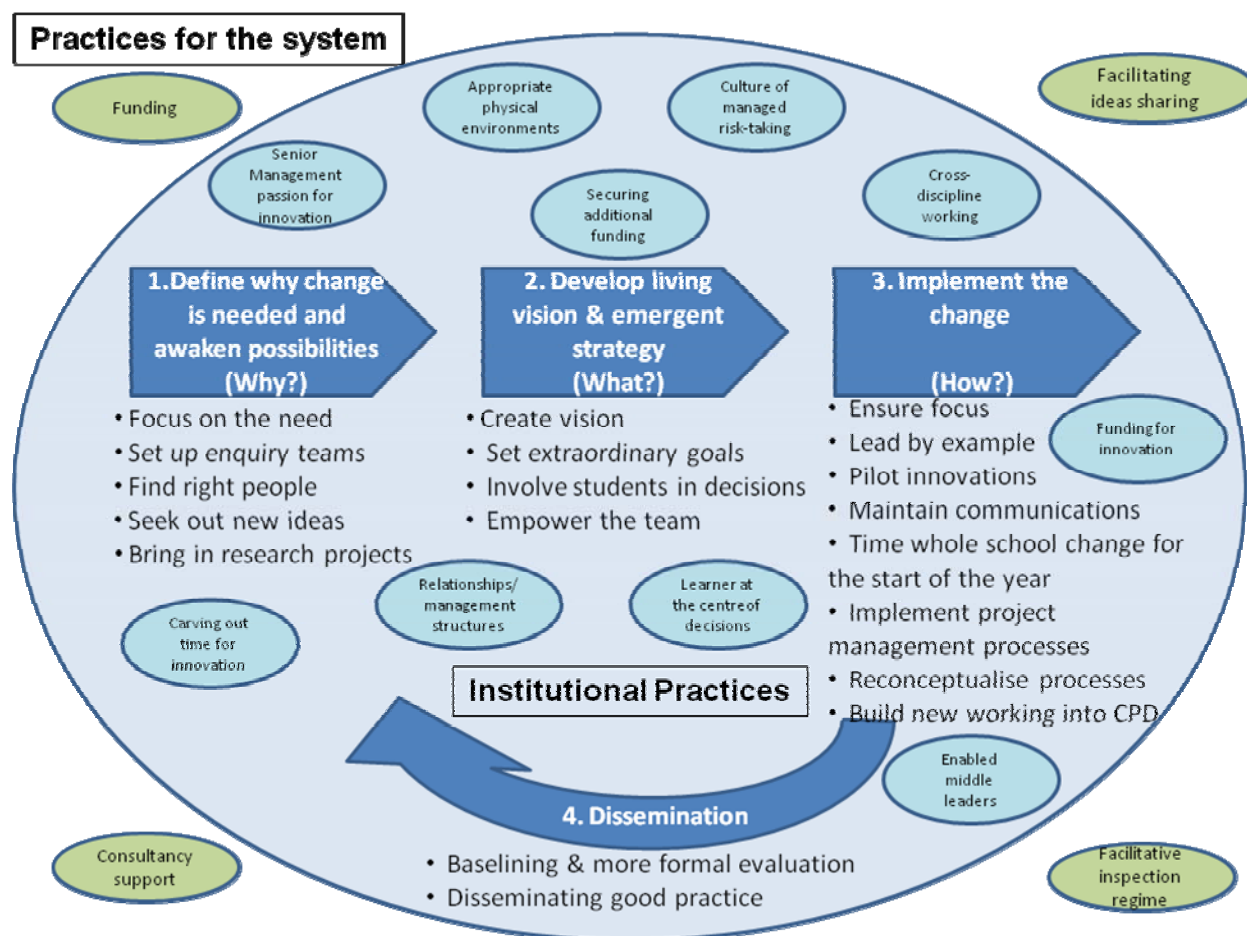 Practices for the system
Funding
Appropriate
physical
environments
Culture of
managed
risk-taking
Facilitating
ideas sharing
Senior
Management
passion for
innovation
Securing
additional
funding
Cross-
discipline
working
1.Define why change
is needed and
awaken possibilities
(Why?)
• Focus on the need
• Set up enquiry teams
• Find right people
• Seek out new ideas
• Bring in research projects
2. Develop living
vision & emergent
strategy
(What?)
• Create vision
• Set extraordinary goals
• Involve students in decisions
• Empower the team
3. Implement the
change
(How?)
• Ensure focus
• Lead by example
• Pilot innovations
• Maintain communications
• Time whole school change for
the start of the year
• Implement project
management processes
• Reconceptualise processes
• Build new working into CPD
Funding for
innovation
Relationships/
management
structures
Learner at
the centre of
decisions
Carving out
time for
innovation
Institutional Practices
Enabled
middle
leaders
4. Dissemination
• Baselining & more formal evaluation
• Disseminating good practice
Consultancy
support
Facilitative
inspection
regime